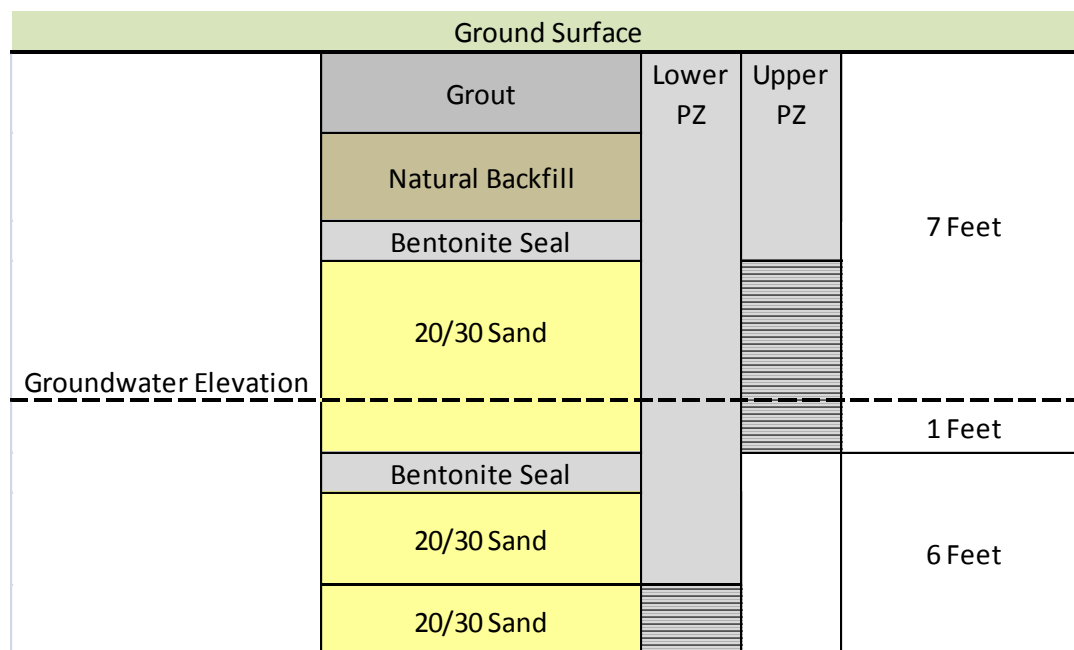 Ground Surface
Grout
Lower
PZ
Upper
PZ
Natural Backfill
7 Feet
Bentonite Seal
20/30 Sand
Groundwater Elevation
1 Feet
Bentonite Seal
20/30 Sand
6 Feet
20/30 Sand